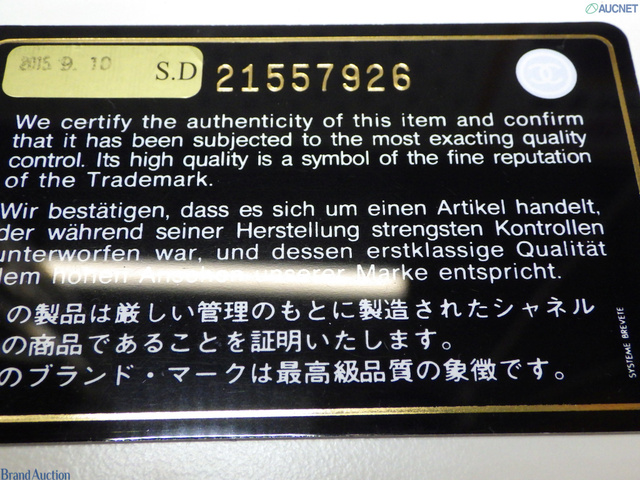 AUCNET
2015. 9. 10 S.D 21557926
We certify the authenticity of this item and confirm
that it has been subjected to the most exacting quality
control. Its high quality is a symbol of the fine reputation
of the Trademark.
Wir bestätigen, dass es sich um einen Artikel handelt,
der während seiner Herstellung strengsten Kontrollen
unterworfen war, und dessen erstklassige Qualität
dem hohen Ansehen unserer Marke entspricht.
の製品は厳しい管理のもとに製造されたシャネル
の商品であることを証明いたします。
のブランド・マークは最高級品質の象徴です。
SYSTEME BREVETE
Brand Auction